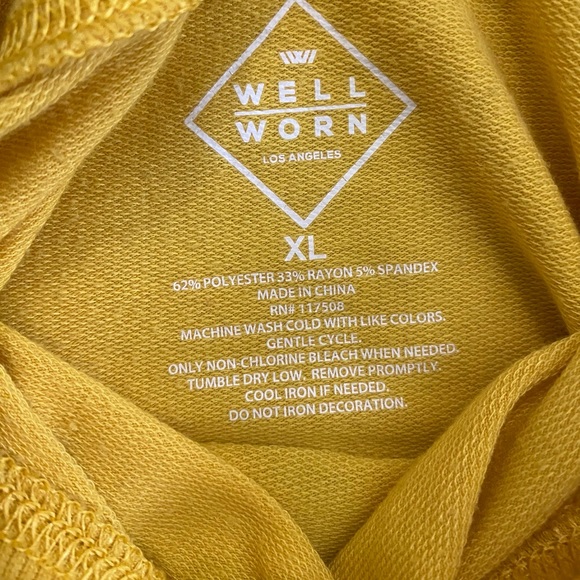 WELL
WORN
LOS ANGELES
XL
62% POLYESTER 33% RAYON 5% SPANDEX
MADE IN CHINA
RN# 117508
MACHINE WASH COLD WITH LIKE COLORS.
GENTLE CYCLE.
ONLY NON-CHLORINE BLEACH WHEN NEEDED.
TUMBLE DRY LOW. REMOVE PROMPTLY.
COOL IRON IF NEEDED.
DO NOT IRON DECORATION.